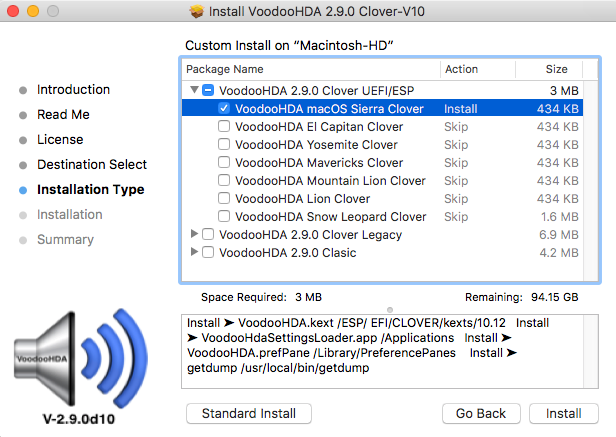 Install VoodooHDA 2.9.0 Clover-V10
Custom Install on “Macintosh-HD”
Package Name Action Size
VoodooHDA 2.9.0 Clover UEFI/ESP 3 MB
VoodooHDA macOS Sierra Clover Install 434 KB
VoodooHDA El Capitan Clover Skip 434 KB
VoodooHDA Yosemite Clover Skip 434 KB
VoodooHDA Mavericks Clover Skip 434 KB
VoodooHDA Mountain Lion Clover Skip 434 KB
VoodooHDA Lion Clover Skip 434 KB
VoodooHDA Snow Leopard Clover Skip 1.6 MB
VoodooHDA 2.9.0 Clover Legacy 6.9 MB
VoodooHDA 2.9.0 Clasic 4.2 MB
Introduction
Read Me
License
Destination Select
Installation Type
Installation
Summary
Space Required: 3 MB Remaining: 94.15 GB
Install ➤ VoodooHDA.kext /ESP/ EFI/CLOVER/kexts/10.12 Install
➤ VoodooHdaSettingsLoader.app /Applications Install ➤
VoodooHDA.prefPane /Library/PreferencePanes Install ➤
getdump /usr/local/bin/getdump
VoodooHDA
V-2.9.0d10
Standard Install Go Back Install